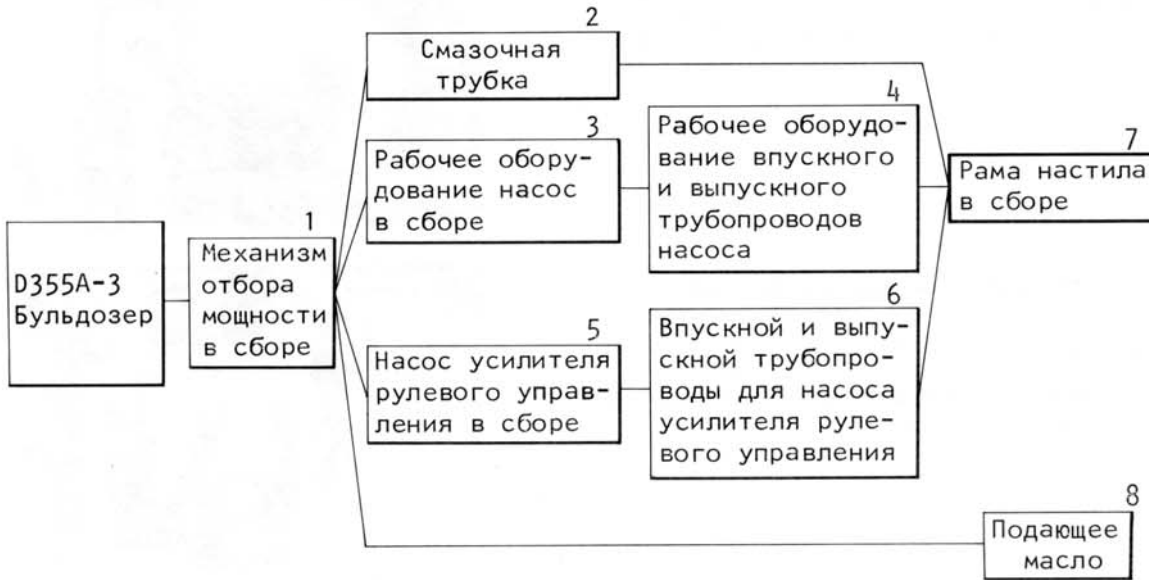 D355A-3
Бульдозер
1
Механизм
отбора
мощности
в сборе
2
Смазочная
трубка
3
Рабочее обору-
дование насос
в сборе
4
Рабочее оборудо-
вание впускного
и выпускного
трубопроводов
насоса
5
Насос усилителя
рулевого управ-
ления в сборе
6
Впускной и выпу-
скной трубопро-
воды для насоса
усилителя руле-
вого управления
7
Рама настила
в сборе
8
Подающее
масло